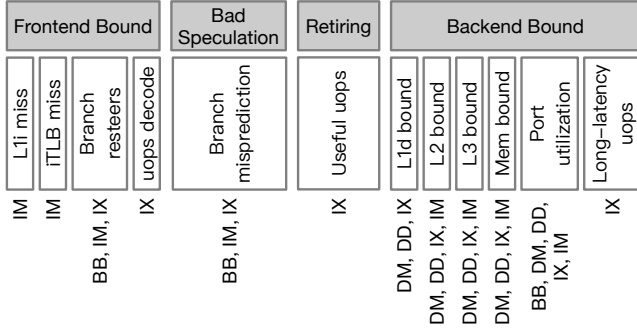 Frontend Bound
Bad
Speculation
Retiring
Backend Bound
L1i miss
iTLB miss
Branch
resteers
uops decode
Branch
misprediction
Useful uops
L1d bound
L2 bound
L3 bound
Mem bound
Port
utilization
Long−latency
uops
IM
IM
BB, IM, IX
IX
BB, IM, IX
IX
DM, DD, IX
DM, DD, IX, IM
DM, DD, IX, IM
DM, DD, IX, IM
BB, DM, DD,
IX, IM
IX